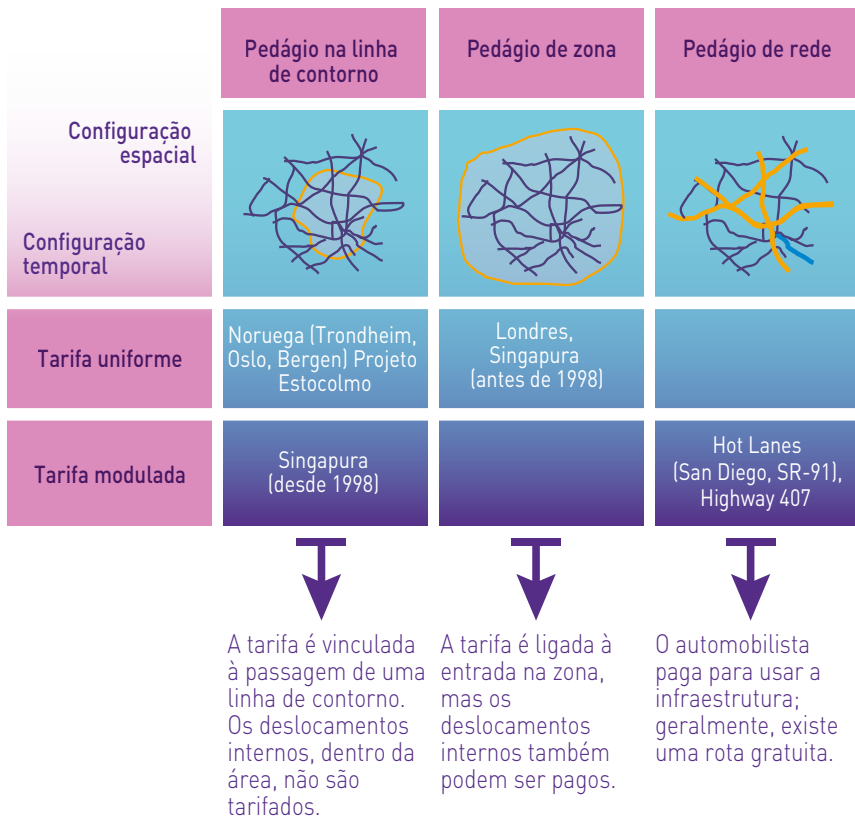 Pedágio na linha
de contorno
Pedágio de zona
Pedágio de rede
Configuração
espacial
Configuração
temporal
Tarifa uniforme
Noruega (Trondheim,
Oslo, Bergen) Projeto
Estocolmo
Londres,
Singapura
(antes de 1998)
Tarifa modulada
Singapura
(desde 1998)
Hot Lanes
(San Diego, SR-91),
Highway 407
A tarifa é vinculada
à passagem de uma
linha de contorno.
Os deslocamentos
internos, dentro da
área, não são
tarifados.
A tarifa é ligada à
entrada na zona,
mas os
deslocamentos
internos também
podem ser pagos.
O automobilista
paga para usar a
infraestrutura;
geralmente, existe
uma rota gratuita.